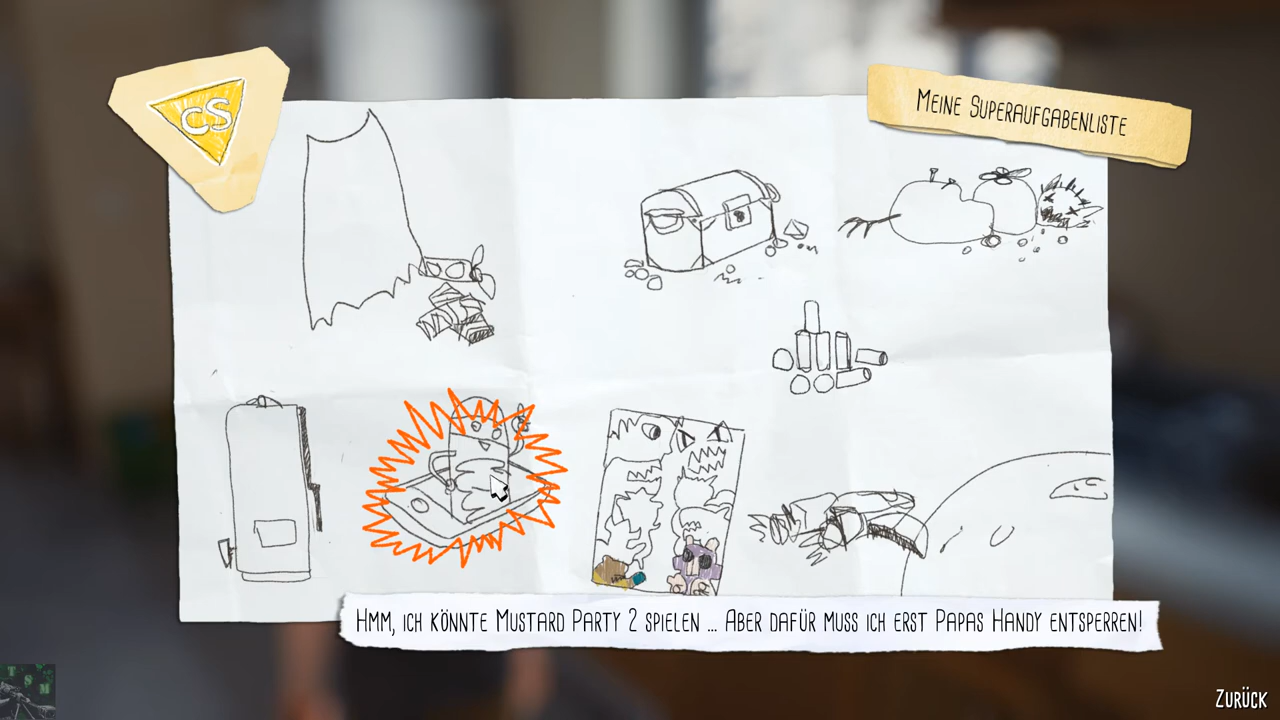 CS
Meine Superaufgabenliste
Hmm, ich könnte Mustard Party 2 spielen ... Aber dafür muss ich erst Papas Handy entsperren!
TSM
Zurück